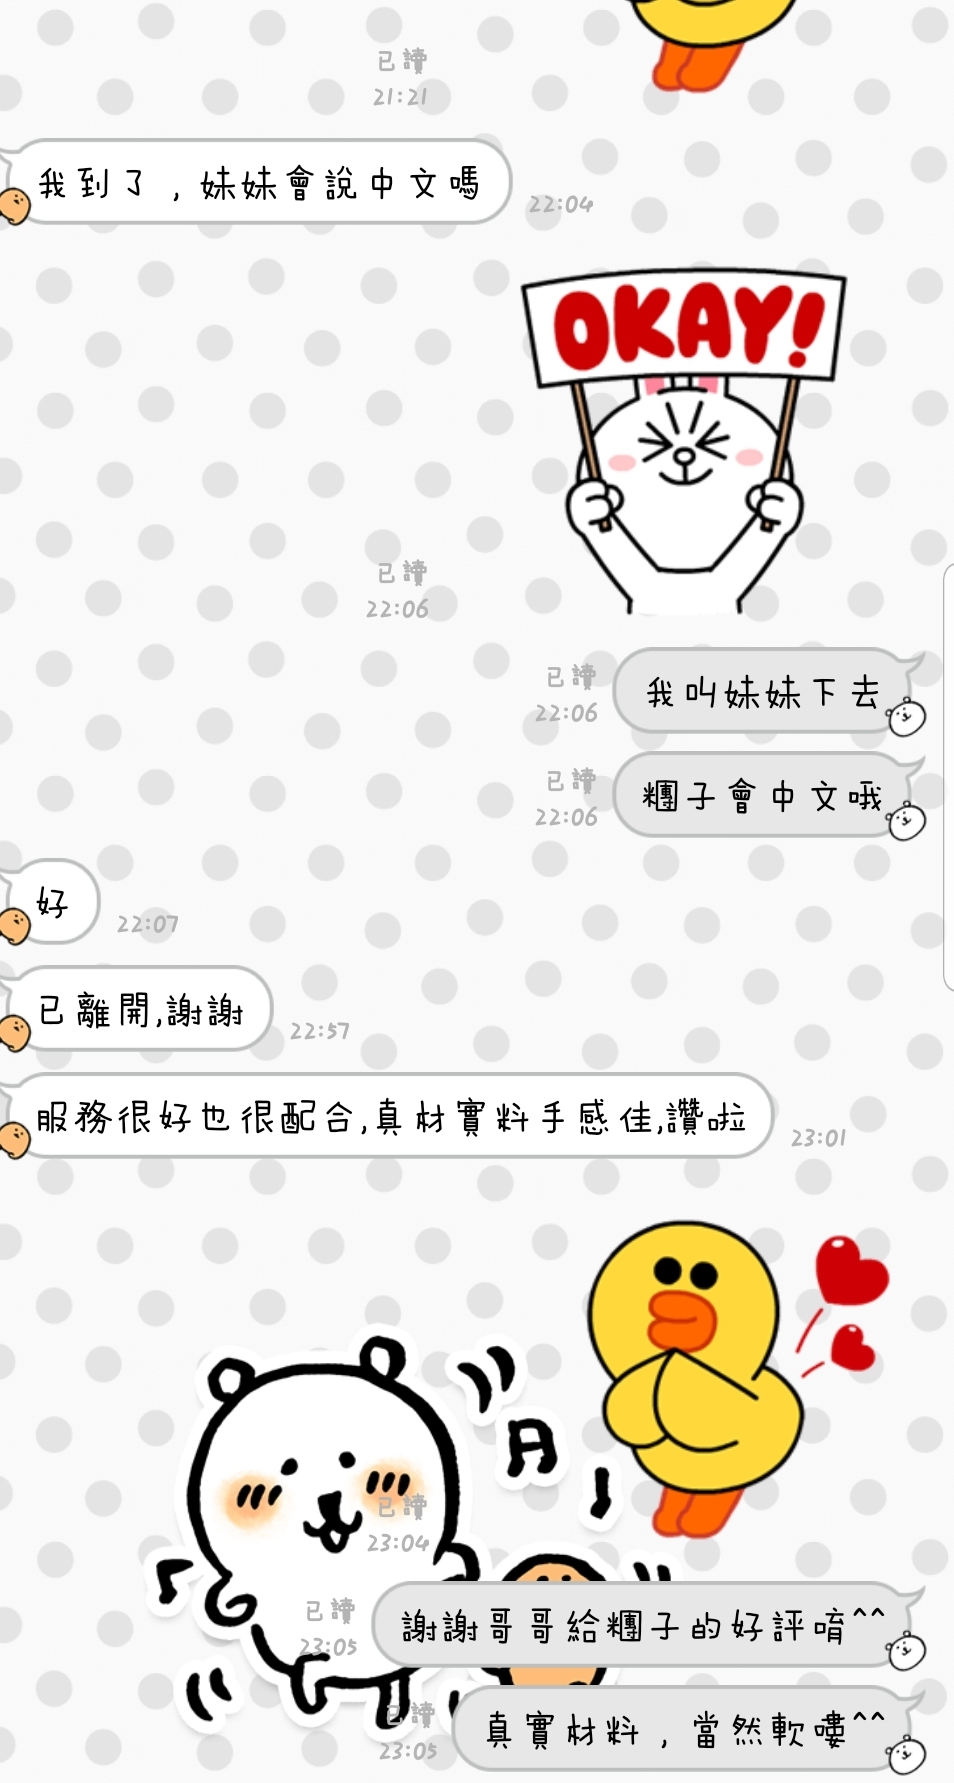 已讀
21:21
我到了，妹妹會說中文嗎
22:04
OKAY!
已讀
22:06
已讀
22:06
我叫妹妹下去
已讀
22:06
糰子會中文哦
好
22:07
已離開,謝謝
22:57
服務很好也很配合,真材實料手感佳,讚啦
23:01
已讀
23:04
已讀
23:05
謝謝哥哥給糰子的好評唷^^
已讀
23:05
真實材料，當然軟嘍^^